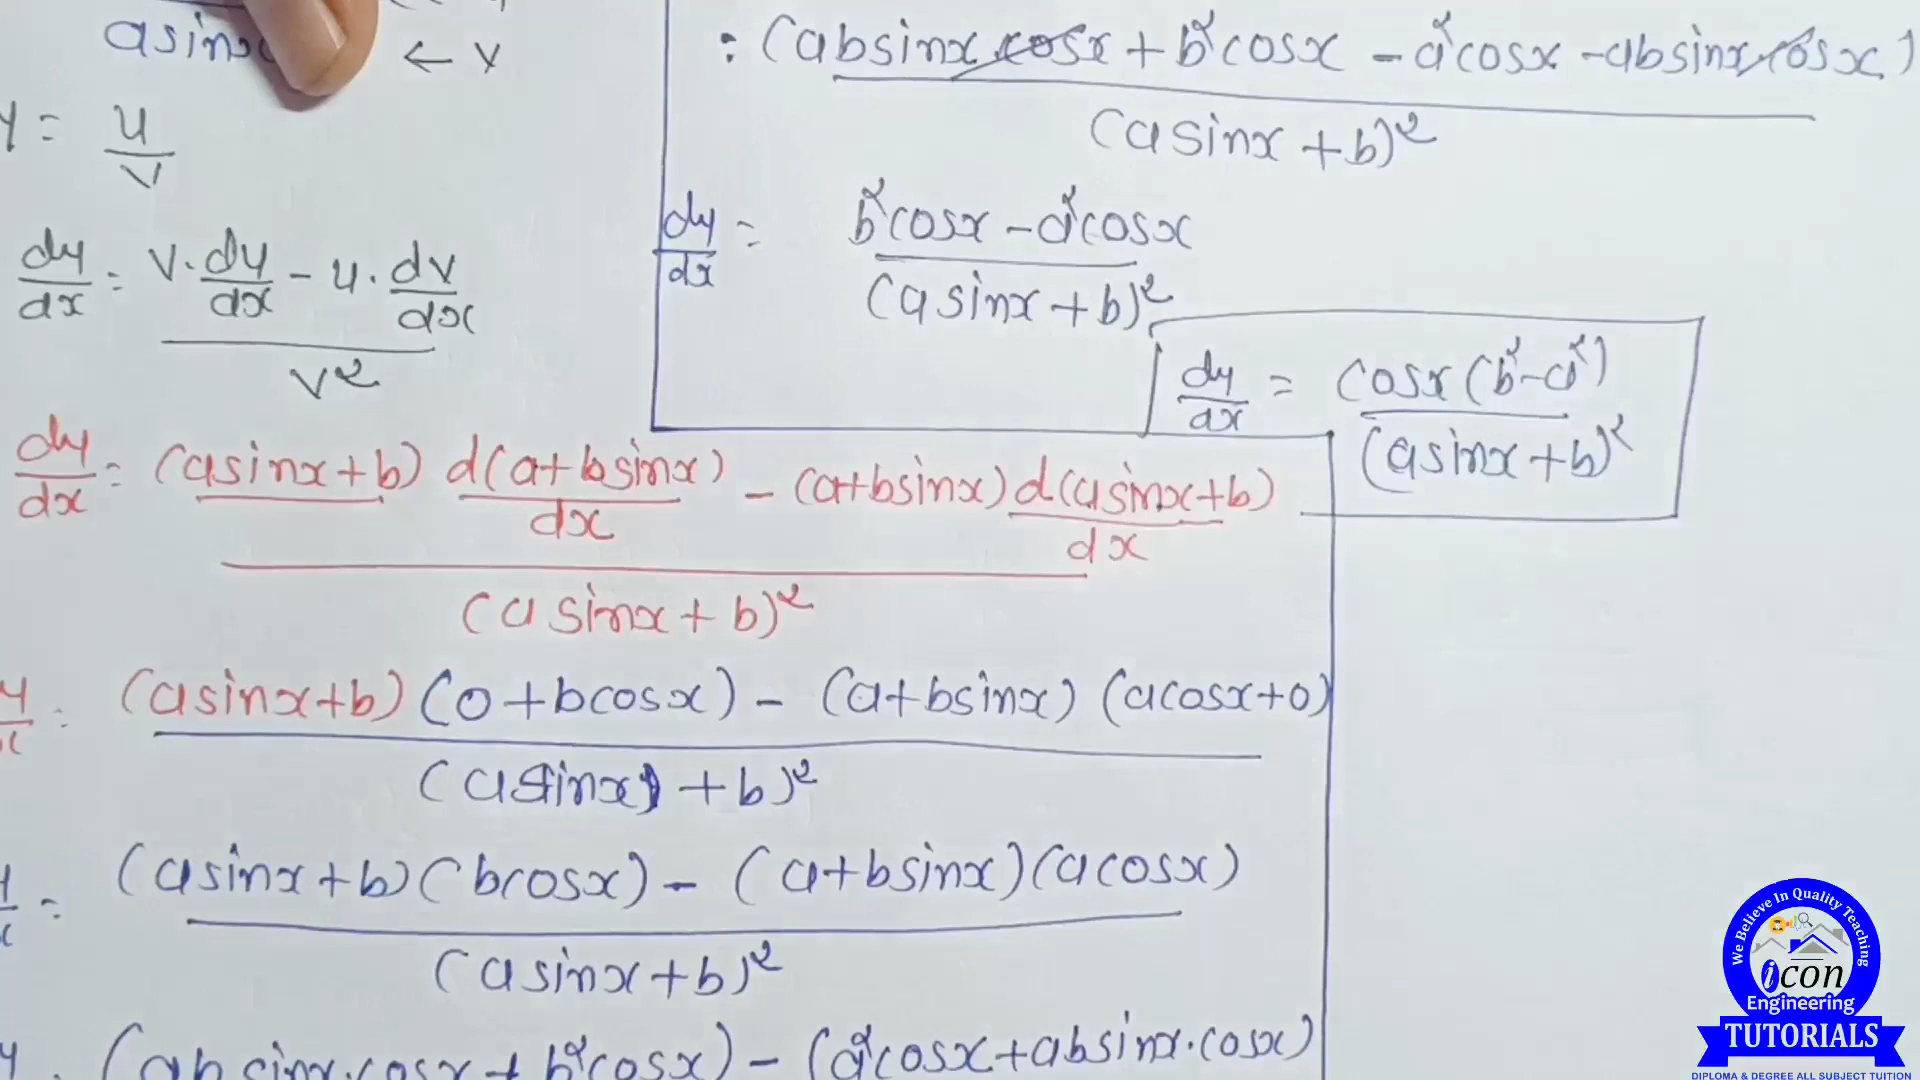 asinx
← v
y = u/v
dy/dx = v·du/dx - u·dv/dx
v²
dy/dx = (asinx+b) d(a+bsinx)/dx - (a+bsinx) d(asinx+b)/dx
(asinx+b)²
= (asinx+b)(0+bcosx) - (a+bsinx)(acosx+0)
(asinx) + b)²
= (asinx+b)(bcosx) - (a+bsinx)(acosx)
(asinx+b)²
(absinx.cosx + b²cosx) - (a²cosx+absinx.cosx)
: (absinx cosx + b²cosx - a²cosx - absinx.cosx)
(asinx+b)²
dy/dx = b²cosx - a²cosx
(asinx+b)²
dy/dx = cosx(b²-a²)
(asinx+b)²
We Believe In Quality Teaching
icon
Engineering
TUTORIALS
DIPLOMA & DEGREE ALL SUBJECT TUITION